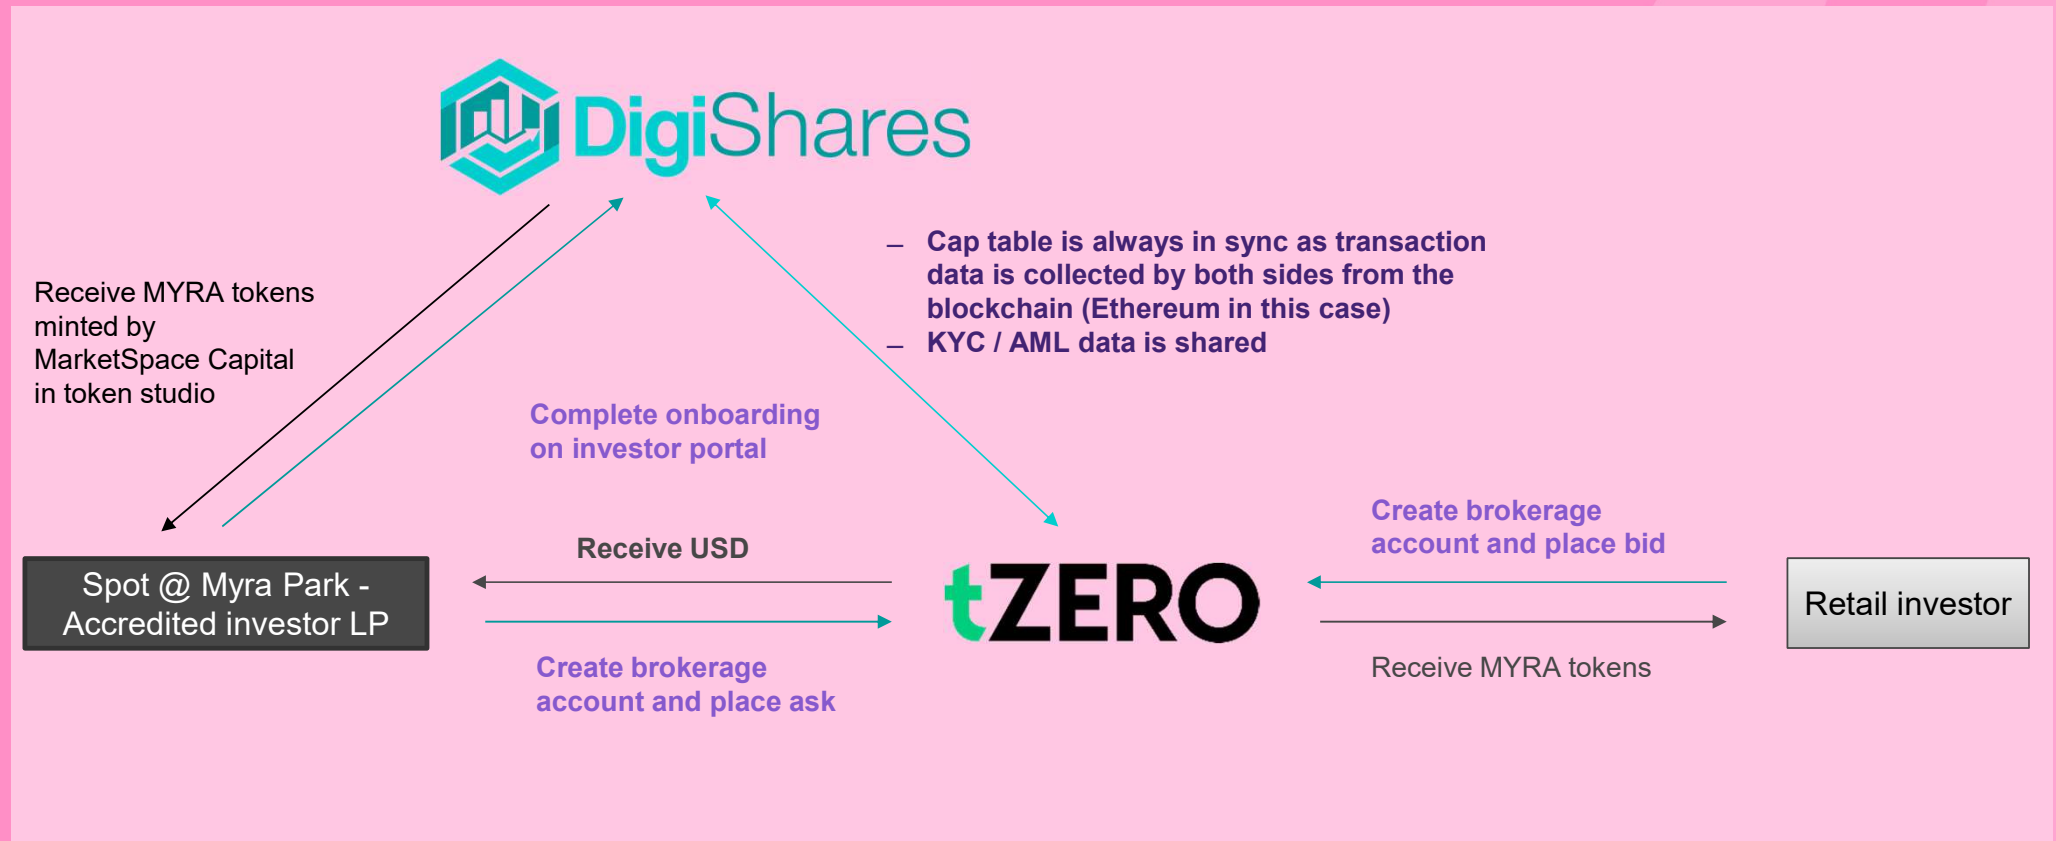 DigiShares
Receive MYRA tokens
minted by
MarketSpace Capital
in token studio
– Cap table is always in sync as transaction
data is collected by both sides from the
blockchain (Ethereum in this case)
– KYC / AML data is shared
Complete onboarding
on investor portal
Spot @ Myra Park -
Accredited investor LP
Receive USD
Create brokerage
account and place ask
tZERO
Create brokerage
account and place bid
Receive MYRA tokens
Retail investor